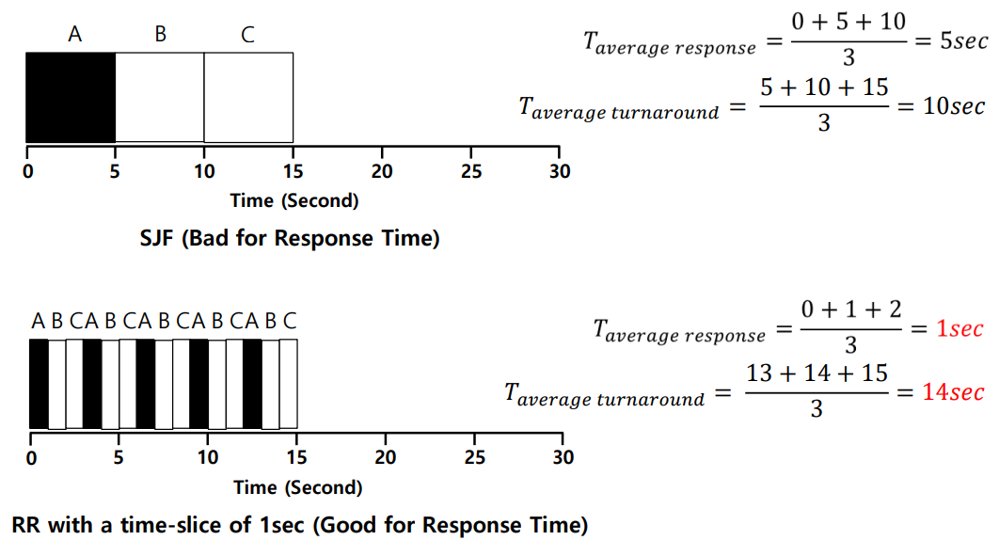 A B C
T_average response = (0 + 5 + 10)/3 = 5sec
T_average turnaround = (5 + 10 + 15)/3 = 10sec
0 5 10 15 20 25 30
Time (Second)
SJF (Bad for Response Time)
A B C A B C A B C A B C A B C
T_average response = (0 + 1 + 2)/3 = 1sec
T_average turnaround = (13 + 14 + 15)/3 = 14sec
0 5 10 15 20 25 30
Time (Second)
RR with a time-slice of 1sec (Good for Response Time)